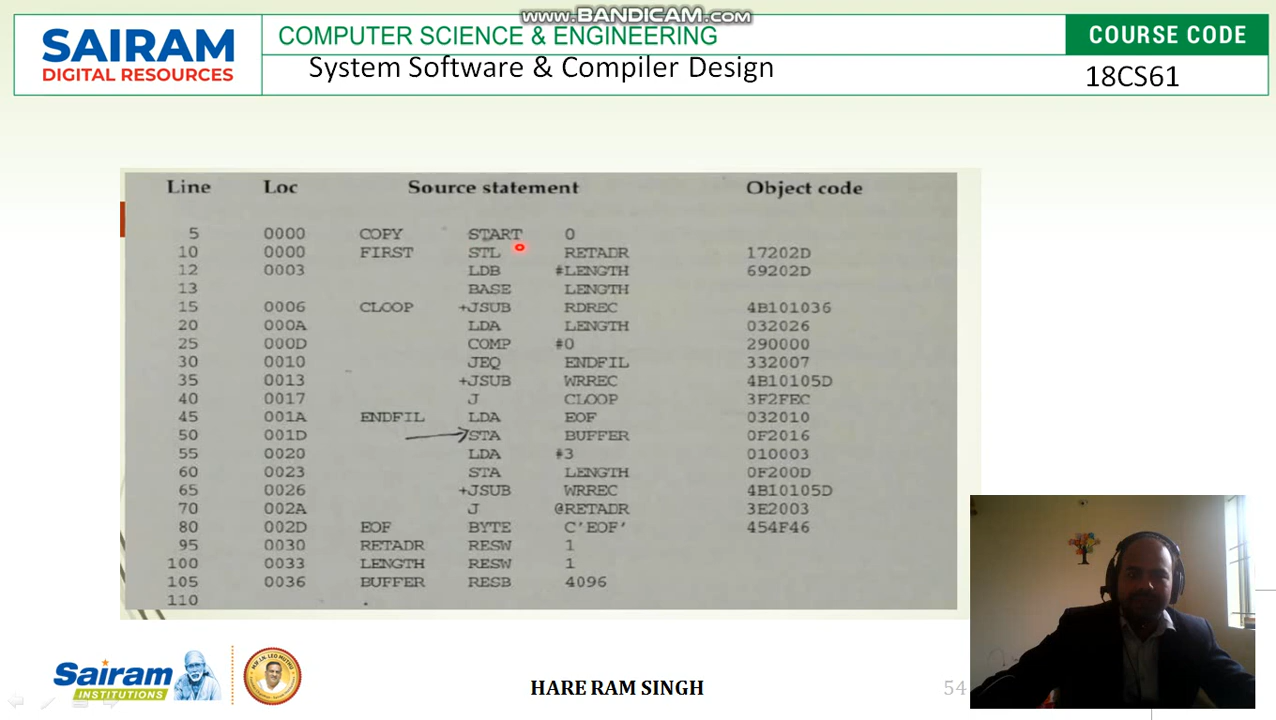 www.BANDICAM.com
SAIRAM
DIGITAL RESOURCES
COMPUTER SCIENCE & ENGINEERING
COURSE CODE
System Software & Compiler Design
18CS61
Line Loc Source statement Object code
5 0000 COPY START 0
10 0000 FIRST STL RETADR 17202D
12 0003 LDB #LENGTH 69202D
13 BASE LENGTH
15 0006 CLOOP +JSUB RDREC 4B101036
20 000A LDA LENGTH 032026
25 000D COMP #0 290000
30 0010 JEQ ENDFIL 332007
35 0013 +JSUB WRREC 4B10105D
40 0017 J CLOOP 3F2FEC
45 001A ENDFIL LDA EOF 032010
50 001D STA BUFFER 0F2016
55 0020 LDA #3 010003
60 0023 STA LENGTH 0F200D
65 0026 +JSUB WRREC 4B10105D
70 002A J @RETADR 3E2003
80 002D EOF BYTE C'EOF' 454F46
95 0030 RETADR RESW 1
100 0033 LENGTH RESW 1
105 0036 BUFFER RESB 4096
110 .
Sairam
INSTITUTIONS
HARE RAM SINGH
54